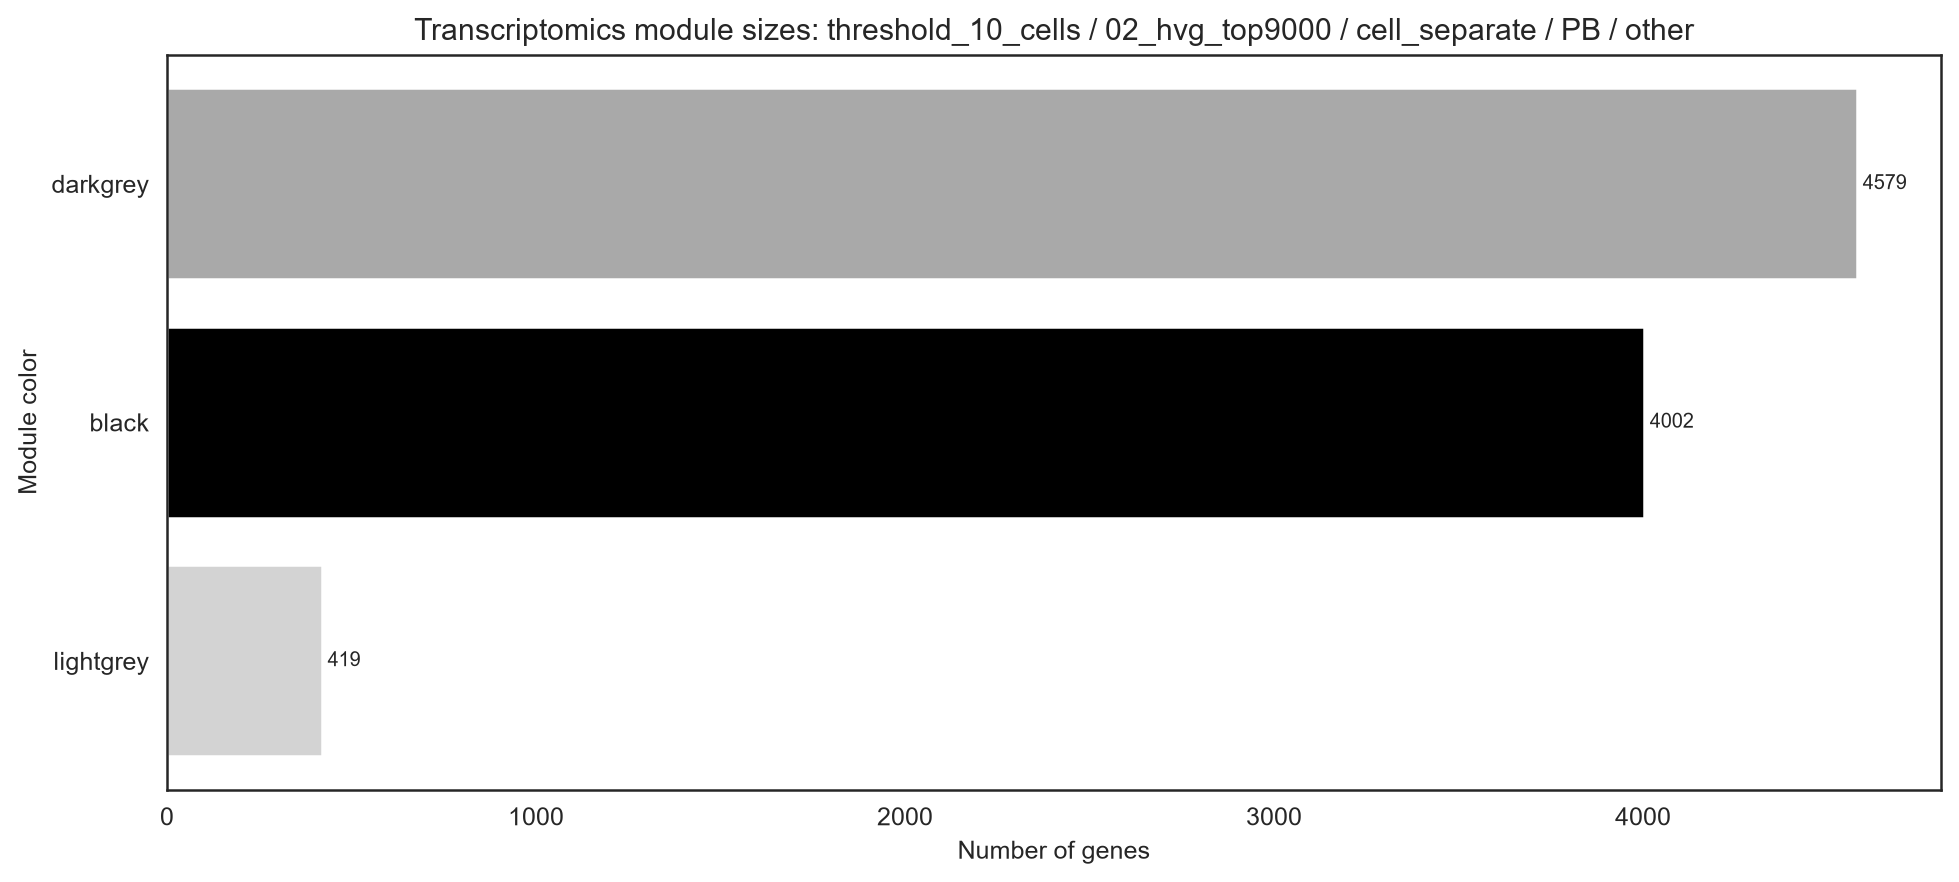 Transcriptomics module sizes: threshold_10_cells / 02_hvg_top9000 / cell_separate / PB / other
Module color
darkgrey
4579
black
4002
lightgrey
419
0 1000 2000 3000 4000
Number of genes